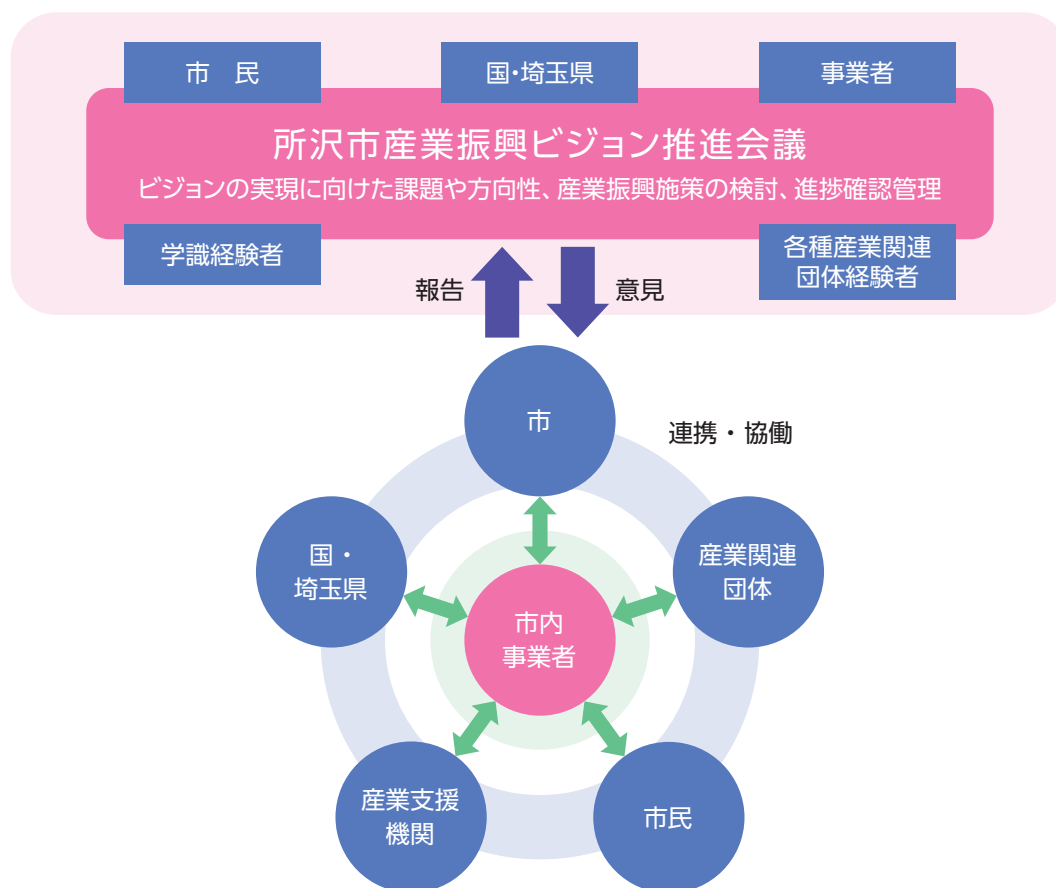 市　民
国・埼玉県
事業者
所沢市産業振興ビジョン推進会議
ビジョンの実現に向けた課題や方向性、産業振興施策の検討、進捗確認管理
学識経験者
各種産業関連
団体経験者
報告
意見
市
連携・協働
国・
埼玉県
産業関連
団体
市内
事業者
産業支援
機関
市民